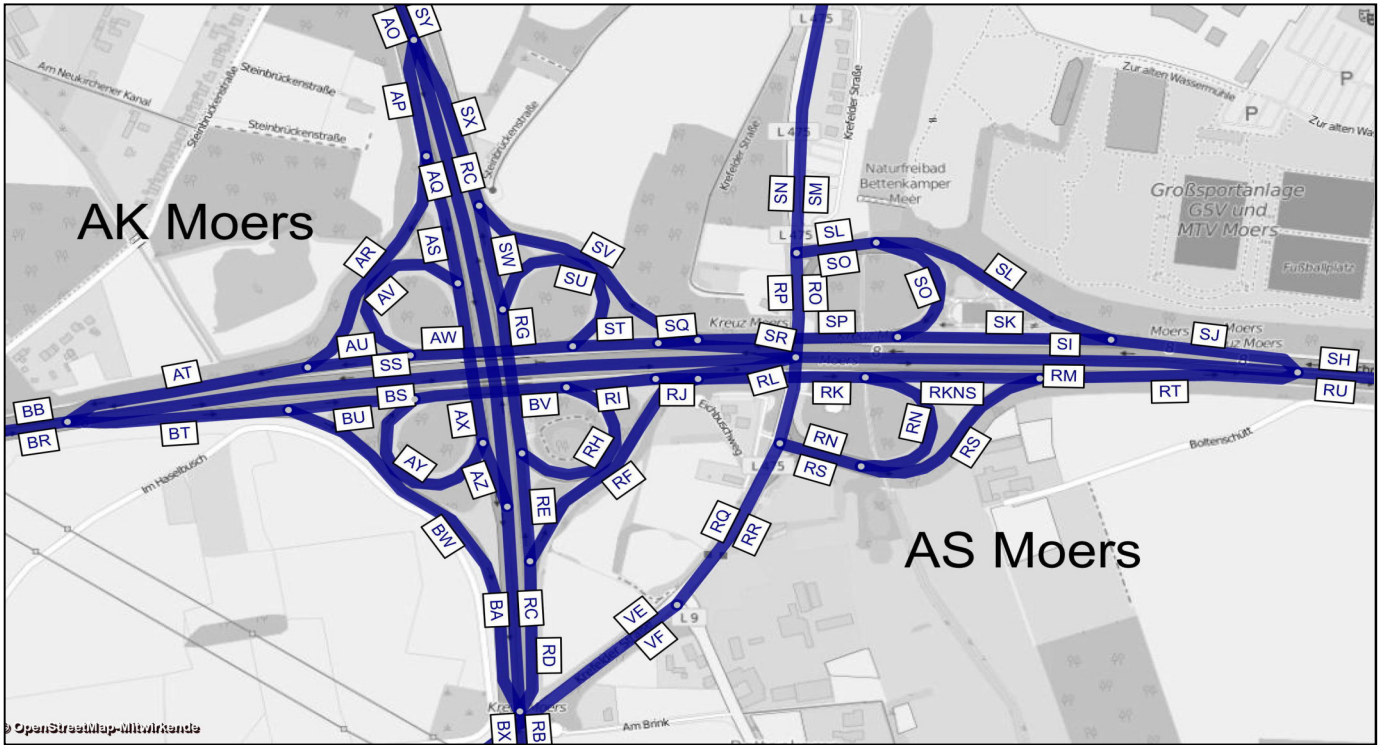 L 475
AO
SY
Am Neukirchener Kanal
Steinbrückenstraße
Steinbrückenstraße
Steinbrückenstraße
Steinbrückenstraße
Zur alten Wassermühle
P
P
Zur alten Was
AP
SX
L 475
Krefelder Straße
Krefelder Straße
AQ
RC
Naturfreibad
Bettenkamper
Meer
SN
SM
Großsportanlage
GSV und
MTV Moers
AK Moers
L 475
SL
AR
AS
SW
SV
SO
SL
Fußballplatz
AV
SU
RP
RO
SO
AU
AW
RG
ST
SQ
Kreuz Moers
SR
SP
SK
SI
Moers
Moers
SJ
SH
AT
SS
BS
BV
RI
RJ
RL
RK
RKNS
RM
RT
RU
BB
BR
BT
BU
AX
RH
Eichbuschweg
RN
RN
RS
RS
Boltenschütt
AY
AZ
RF
L 475
Im Haselbusch
BW
RE
RQ
RR
AS Moers
BA
RC
VE
VF
L 9
RD
BX
RB
Am Brink
© OpenStreetMap-Mitwirkende